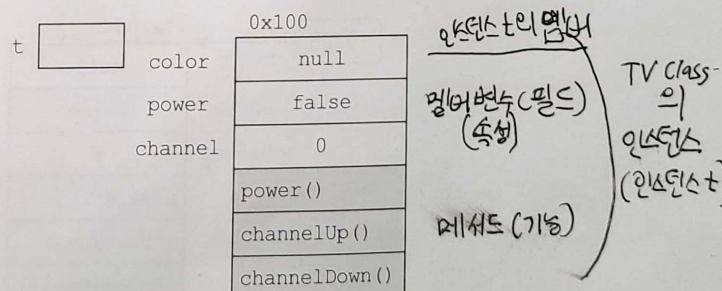 0x100
t
color
null
power
false
channel
0
power()
channelUp()
channelDown()
인스턴스 t의 멤버
멤버변수(필드)
(속성)
메서드(기능)
TV Class-
의
인스턴스
(인스턴스 t)